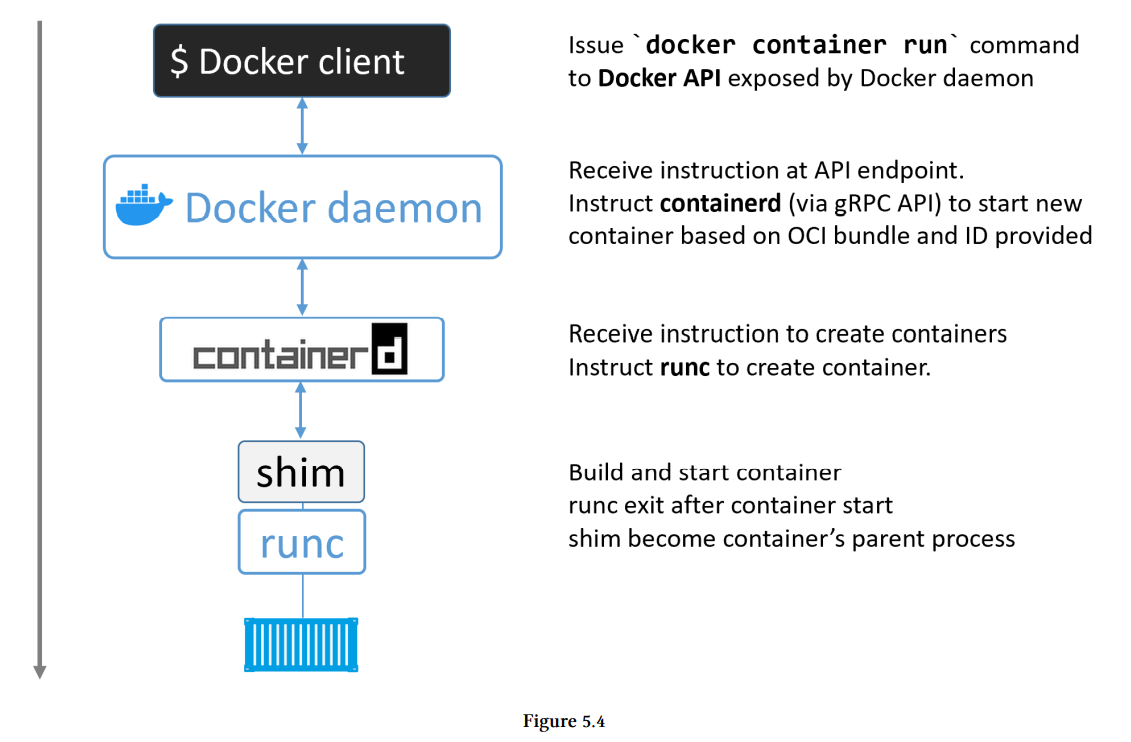 $ Docker client
Issue `docker container run` command
to Docker API exposed by Docker daemon
Docker daemon
Receive instruction at API endpoint.
Instruct containerd (via gRPC API) to start new
container based on OCI bundle and ID provided
containerd
Receive instruction to create containers
Instruct runc to create container.
shim
runc
Build and start container
runc exit after container start
shim become container’s parent process
Figure 5.4